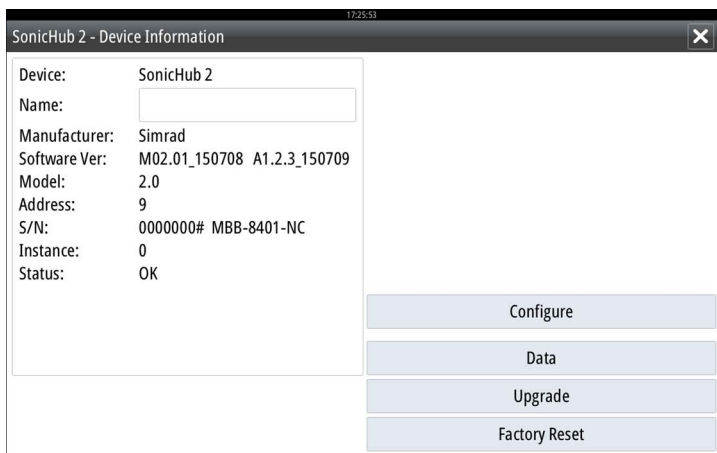 17:25:53
SonicHub 2 - Device Information
Device: SonicHub 2
Name:
Manufacturer: Simrad
Software Ver: M02.01_150708 A1.2.3_150709
Model: 2.0
Address: 9
S/N: 0000000# MBB-8401-NC
Instance: 0
Status: OK
Configure
Data
Upgrade
Factory Reset